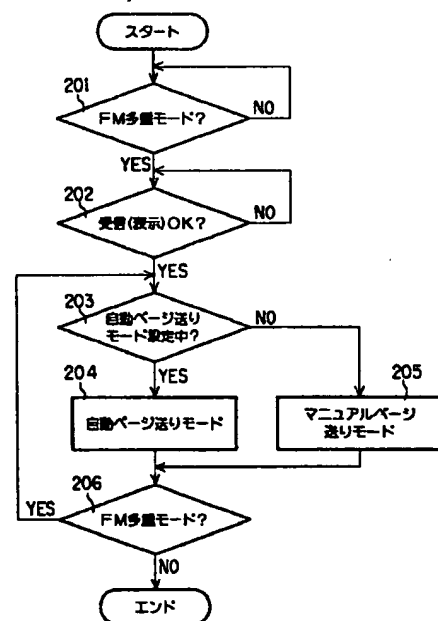 スタート
201
FM多重モード?
NO
YES
202
受信(表示)OK?
NO
YES
203
自動ページ送り
モード設定中?
NO
YES
204
自動ページ送りモード
205
マニュアルページ
送りモード
206
FM多重モード?
YES
NO
エンド